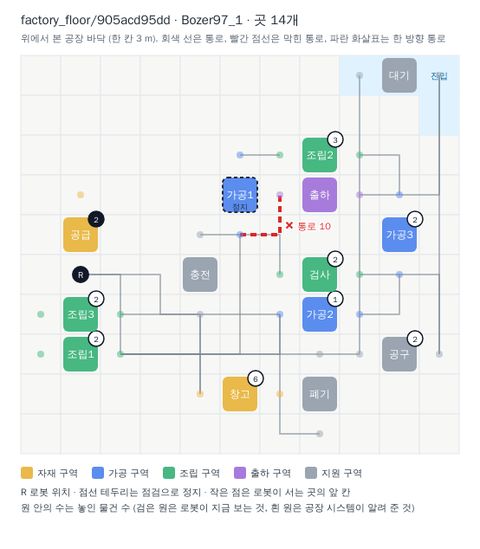 factory_floor/905acd95dd · Bozer97_1 · 곳 14개
위에서 본 공장 바닥 (한 칸 3 m). 회색 선은 통로, 빨간 점선은 막힌 통로, 파란 화살표는 한 방향 통로
대기
전립
3
조립2
가공1
정지
출하
2
공급
✕ 통로 10
2
가공3
R
충전
2
검사
2
조립3
1
가공2
2
조립1
2
공구
6
창고
폐기
자재 구역
가공 구역
조립 구역
출하 구역
지원 구역
R 로봇 위치 · 점선 테두리는 점검으로 정지 · 작은 점은 로봇이 서는 곳의 앞 칸
원 안의 수는 놓인 물건 수 (검은 원은 로봇이 지금 보는 것, 흰 원은 공장 시스템이 알려 준 것)